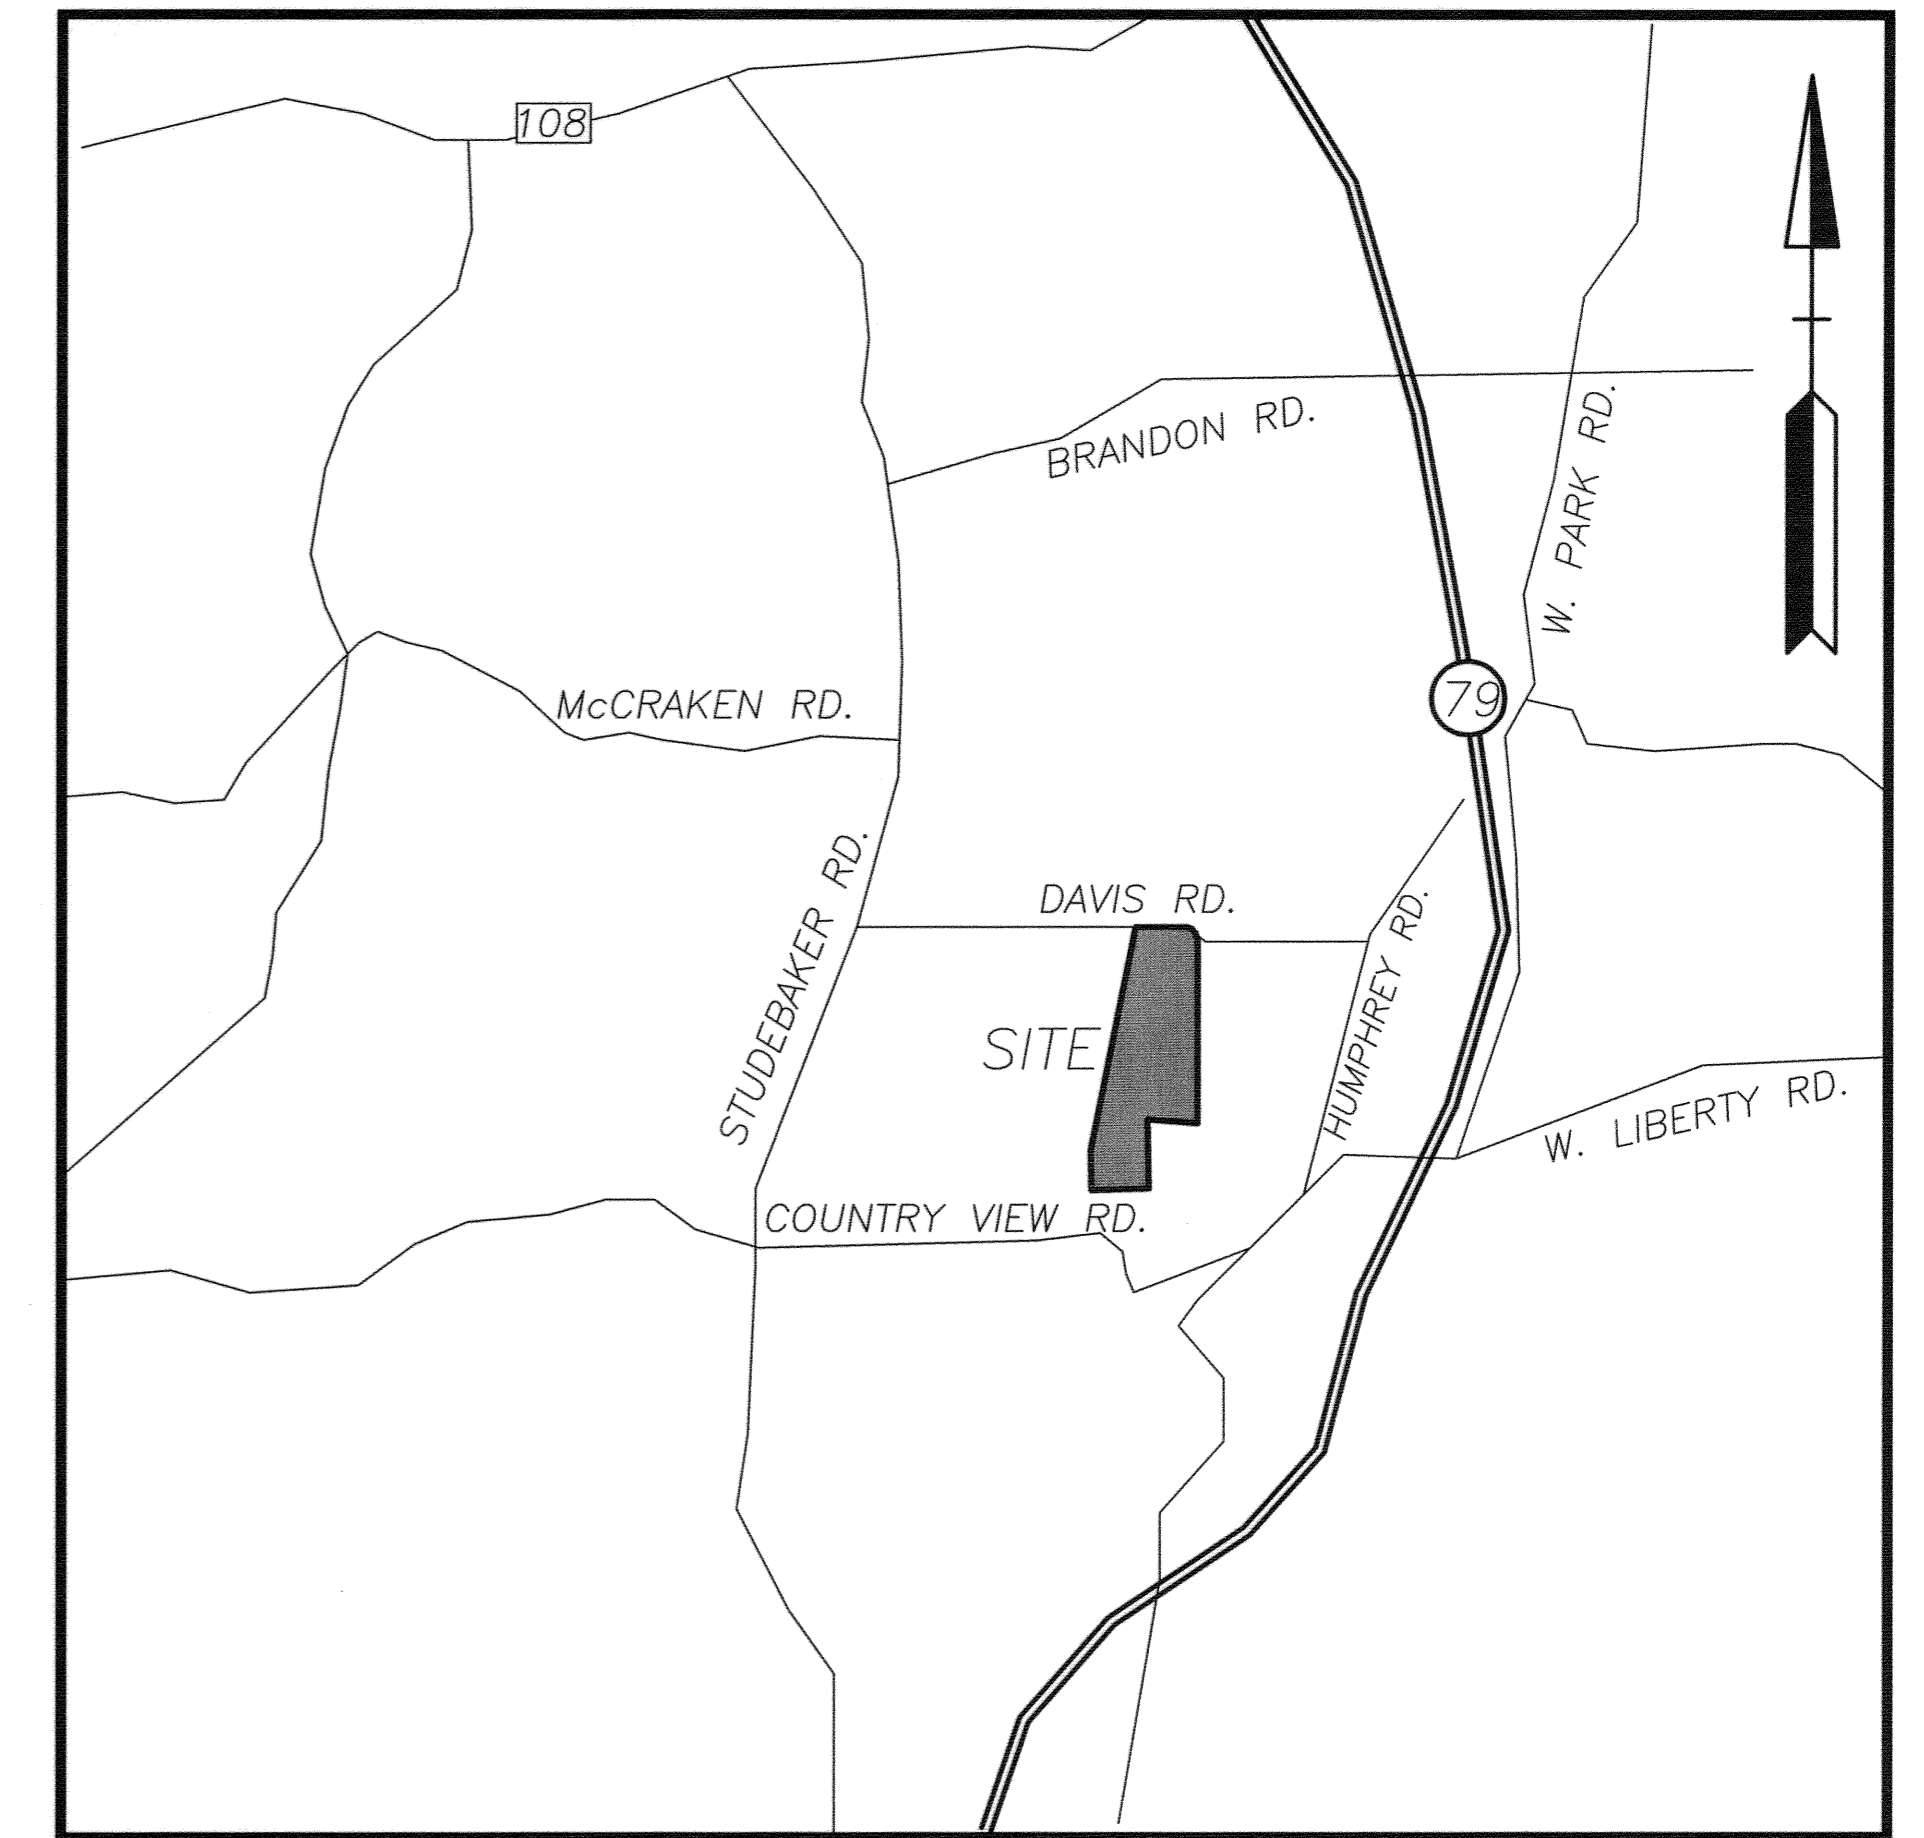 108
BRANDON RD.
W. PARK RD.
McCRAKEN RD.
79
STUDEBAKER RD.
DAVIS RD.
HUMPHREY RD.
SITE
W. LIBERTY RD.
COUNTRY VIEW RD.